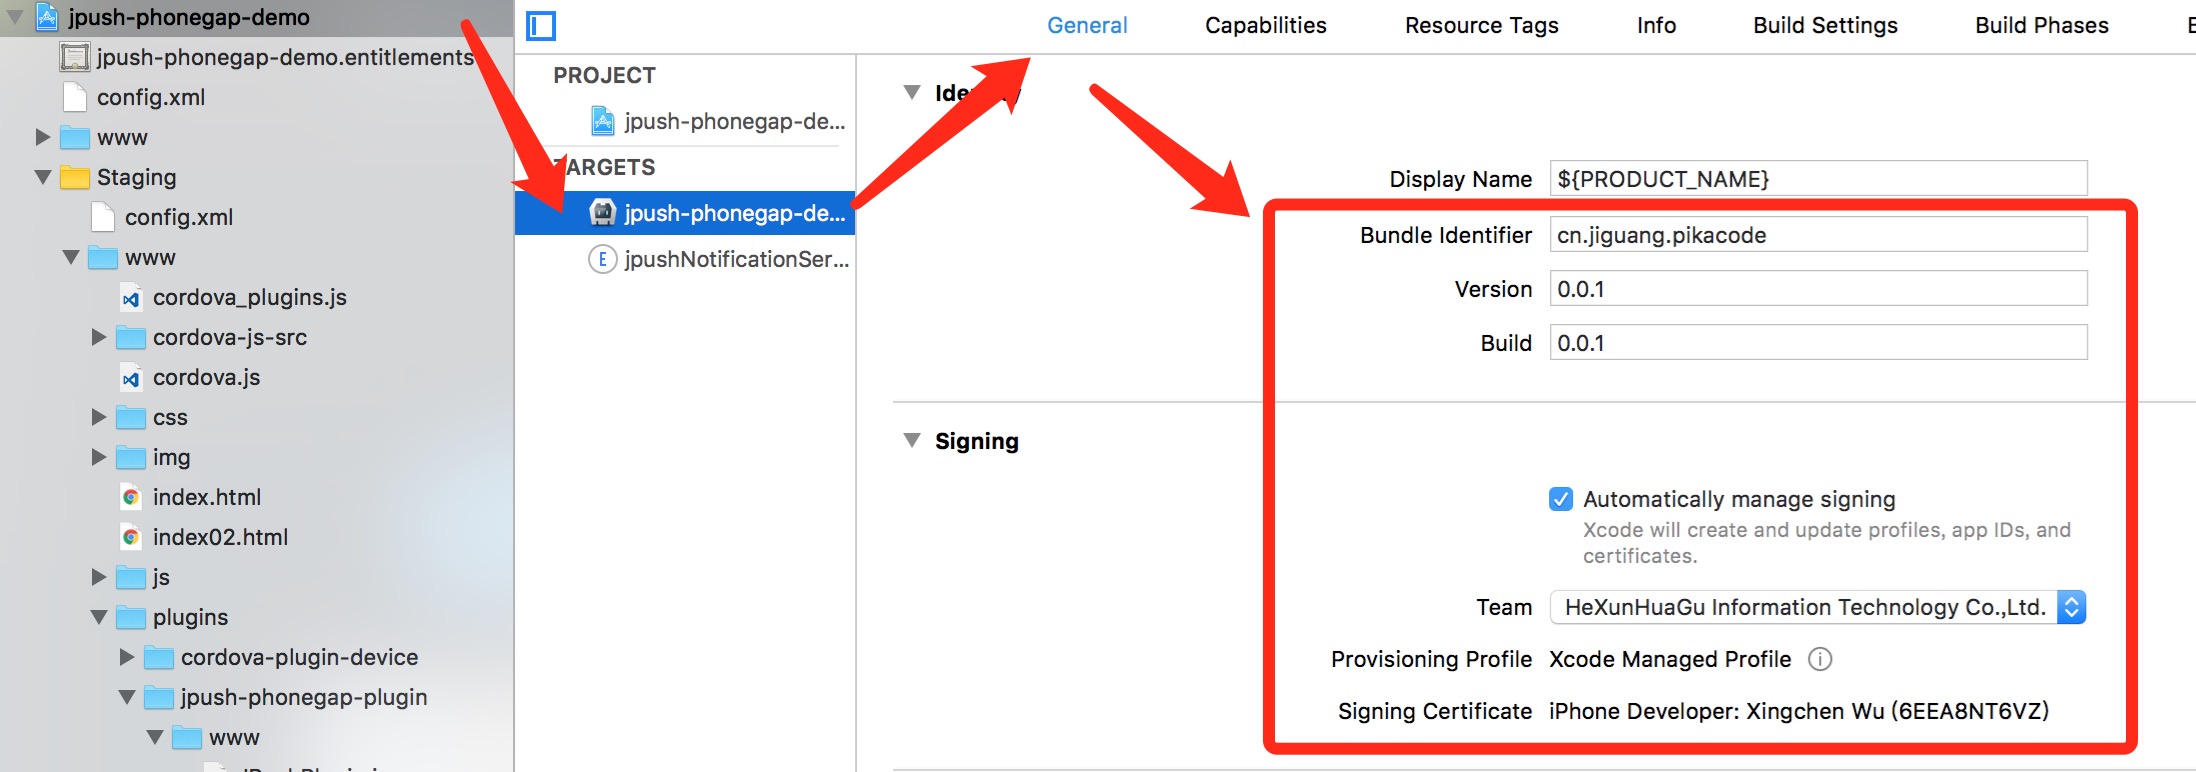 jpush-phonegap-demo
jpush-phonegap-demo.entitlements
config.xml
www
Staging
config.xml
www
cordova_plugins.js
cordova-js-src
cordova.js
css
img
index.html
index02.html
js
plugins
cordova-plugin-device
jpush-phonegap-plugin
www
PROJECT
jpush-phonegap-de...
TARGETS
jpush-phonegap-de...
E jpushNotificationSer...
General Capabilities Resource Tags Info Build Settings Build Phases
Identity
Display Name ${PRODUCT_NAME}
Bundle Identifier cn.jiguang.pikacode
Version 0.0.1
Build 0.0.1
Signing
Automatically manage signing
Xcode will create and update profiles, app IDs, and
certificates.
Team HeXunHuaGu Information Technology Co.,Ltd.
Provisioning Profile Xcode Managed Profile
Signing Certificate iPhone Developer: Xingchen Wu (6EEA8NT6VZ)